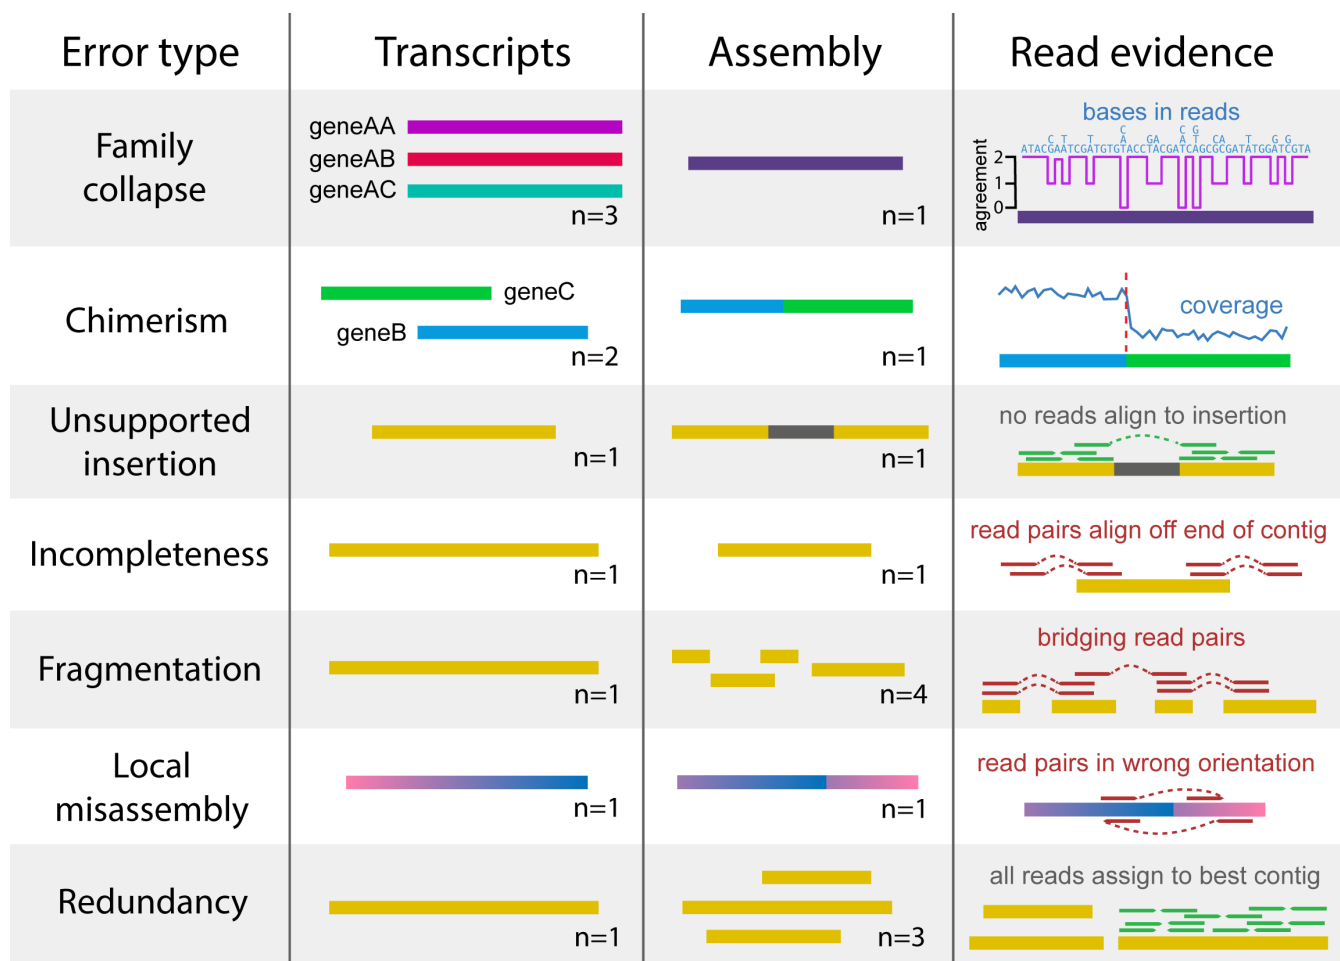 Error type
Transcripts
Assembly
Read evidence
Family
collapse
geneAA
geneAB
geneAC
n=3
n=1
bases in reads
C C G
C T T A GA A T CA T G G
ATACGAATCGATGTGTACCTACGATCAGCGCGATATGGATCGTA
agreement
2
1
0
Chimerism
geneC
geneB
n=2
n=1
coverage
Unsupported
insertion
n=1
n=1
no reads align to insertion
Incompleteness
n=1
n=1
read pairs align off end of contig
Fragmentation
n=1
n=4
bridging read pairs
Local
misassembly
n=1
n=1
read pairs in wrong orientation
Redundancy
n=1
n=3
all reads assign to best contig